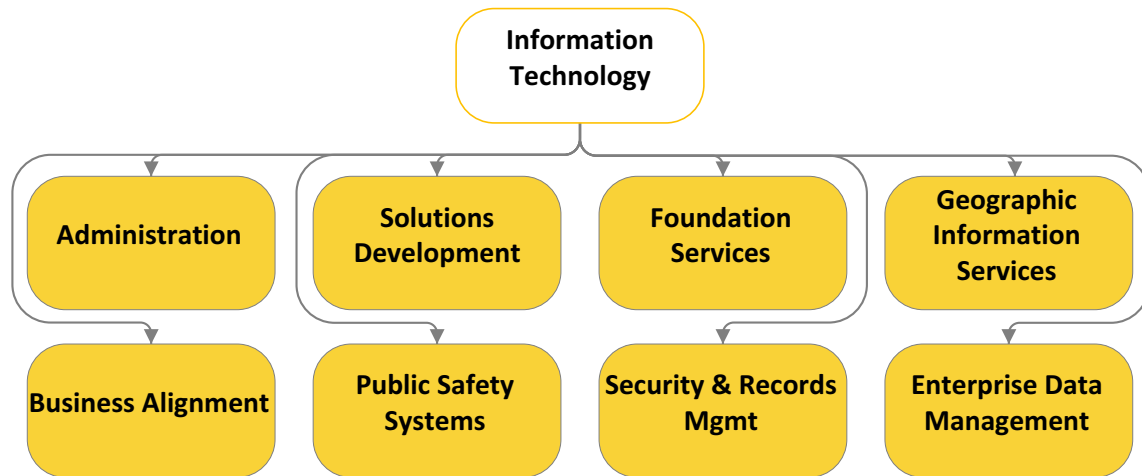 Information
Technology
Administration
Solutions
Development
Foundation
Services
Geographic
Information
Services
Business Alignment
Public Safety
Systems
Security & Records
Mgmt
Enterprise Data
Management